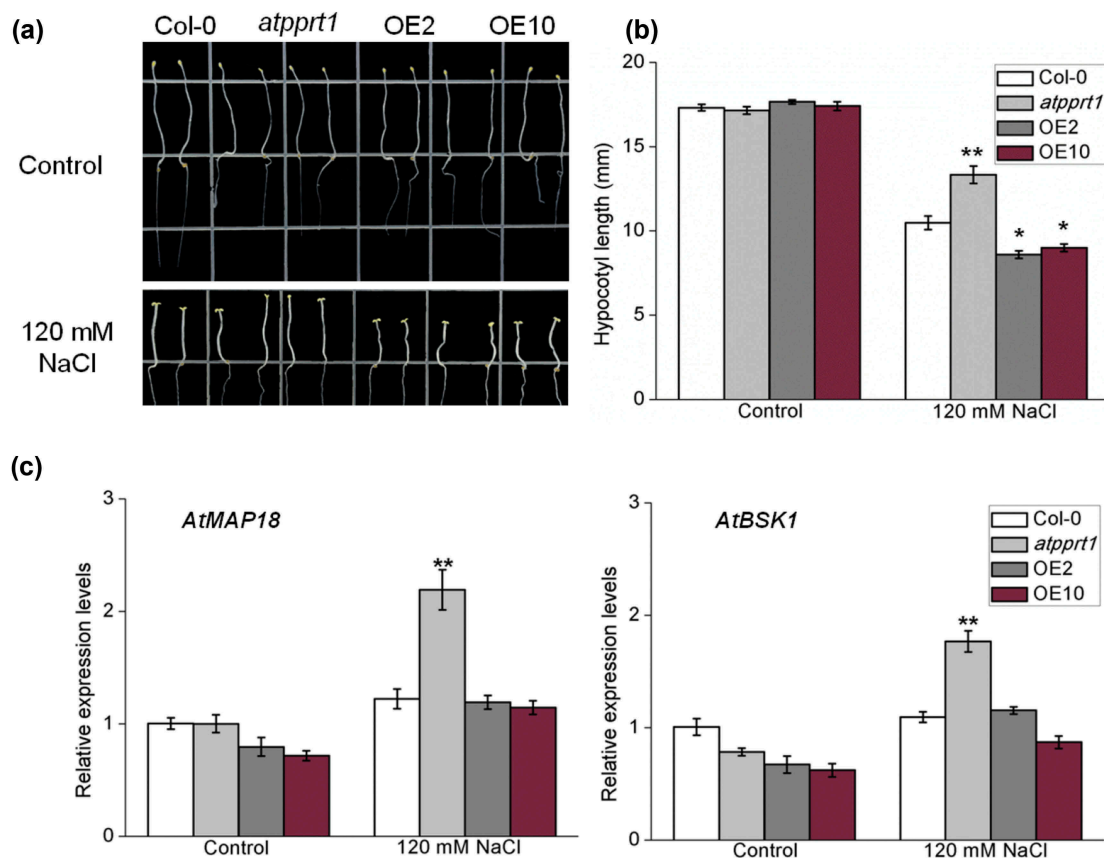 (a)
Col-0 atpprt1 OE2 OE10
Control
120 mM
NaCl
(b)
Hypocotyl length (mm)
20
15
10
5
0
Col-0
atpprt1
OE2
OE10
**
*
*
Control 120 mM NaCl
(c)
Relative expression levels
3
2
1
0
AtMAP18
**
Control 120 mM NaCl
Relative expression levels
3
2
1
0
AtBSK1
Col-0
atpprt1
OE2
OE10
**
Control 120 mM NaCl